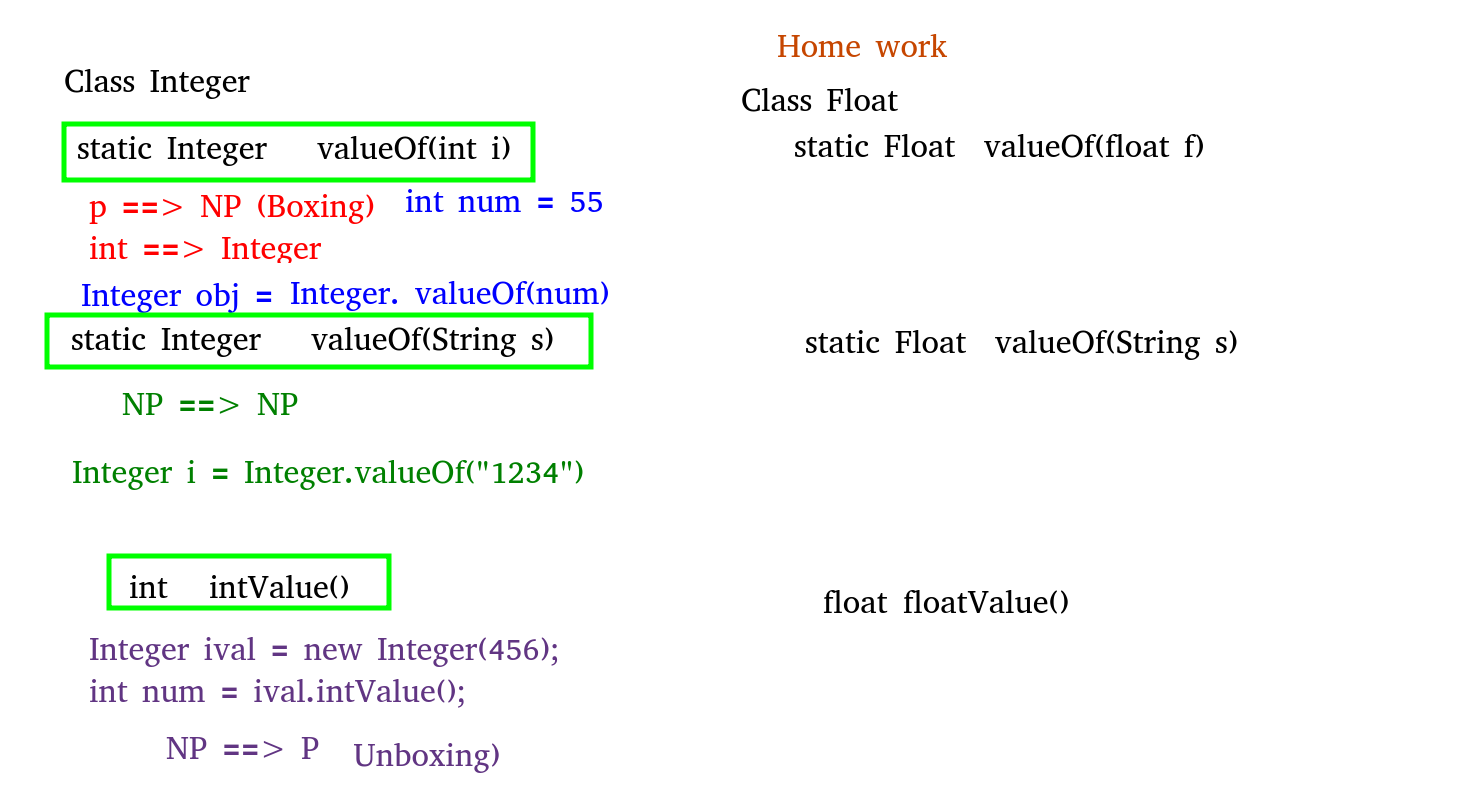 Home work
Class Integer
Class Float
static Integer valueOf(int i)
static Float valueOf(float f)
p ==> NP (Boxing) int num = 55
int ==> Integer
Integer obj = Integer. valueOf(num)
static Integer valueOf(String s)
static Float valueOf(String s)
NP ==> NP
Integer i = Integer.valueOf("1234")
int intValue()
float floatValue()
Integer ival = new Integer(456);
int num = ival.intValue();
NP ==> P Unboxing)